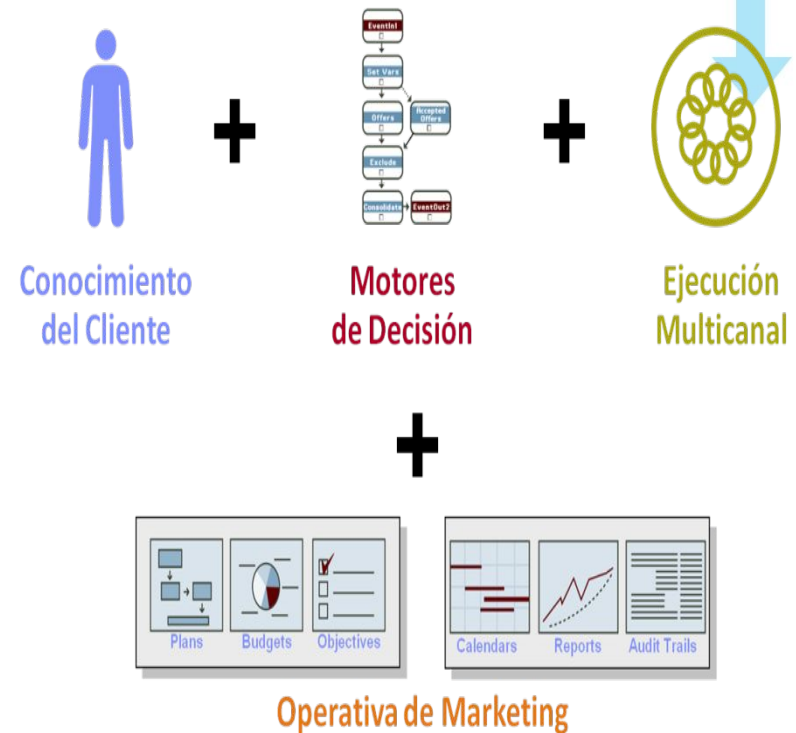 EventIn1
Set Vars
Offers
Accepted
Offers
Exclude
Consolidate
EventOut2
+
+
Conocimiento
del Cliente
Motores
de Decisión
Ejecución
Multicanal
+
Plans
Budgets
Objectives
Calendars
Reports
Audit Trails
Operativa de Marketing